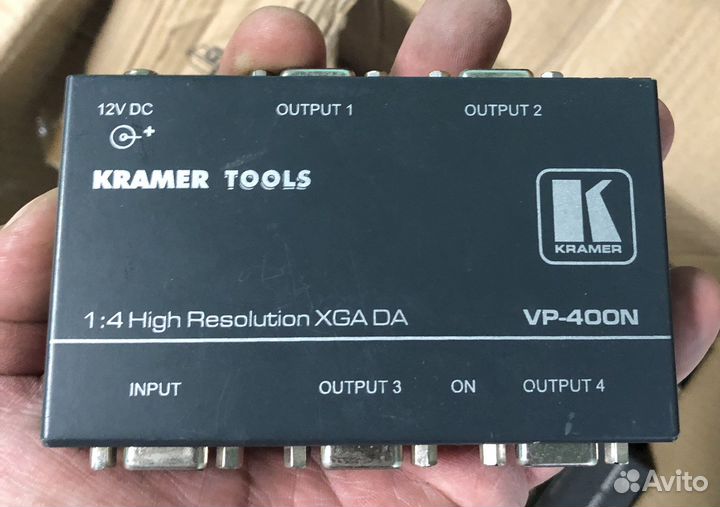 12V DC OUTPUT 1 OUTPUT 2
KRAMER TOOLS
K
KRAMER
1:4 High Resolution XGA DA VP-400N
INPUT OUTPUT 3 ON OUTPUT 4
Avito